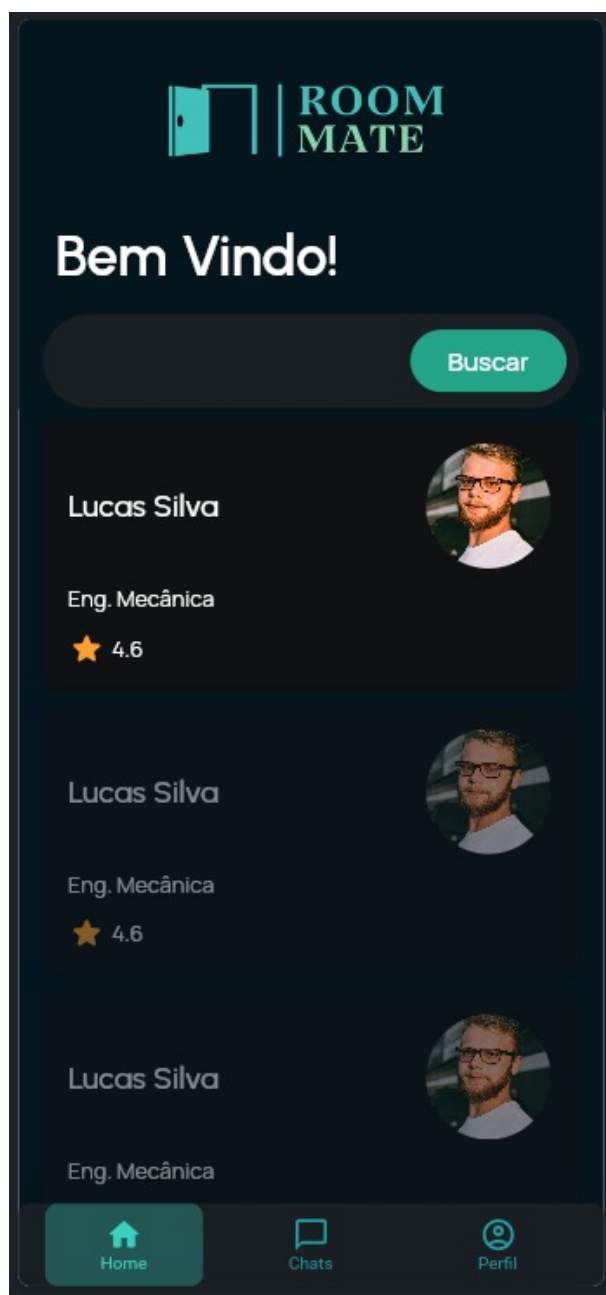 ROOM
MATE
Bem Vindo!
Buscar
Lucas Silva
Eng. Mecânica
4.6
Lucas Silva
Eng. Mecânica
4.6
Lucas Silva
Eng. Mecânica
Home
Chats
Perfil